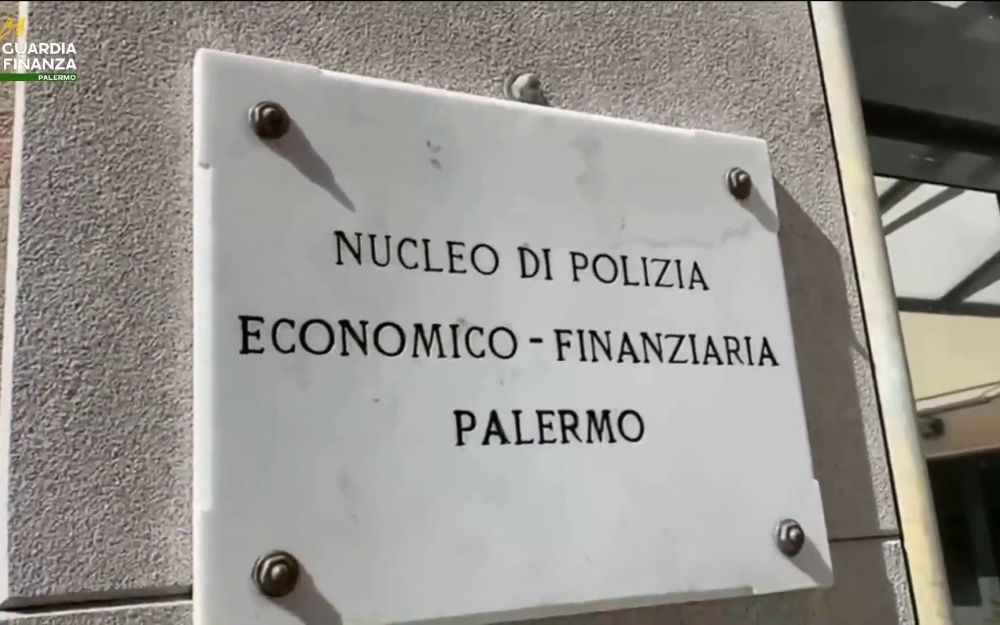 GUARDIA
FINANZA
PALERMO
NUCLEO DI POLIZIA
ECONOMICO - FINANZIARIA
PALERMO